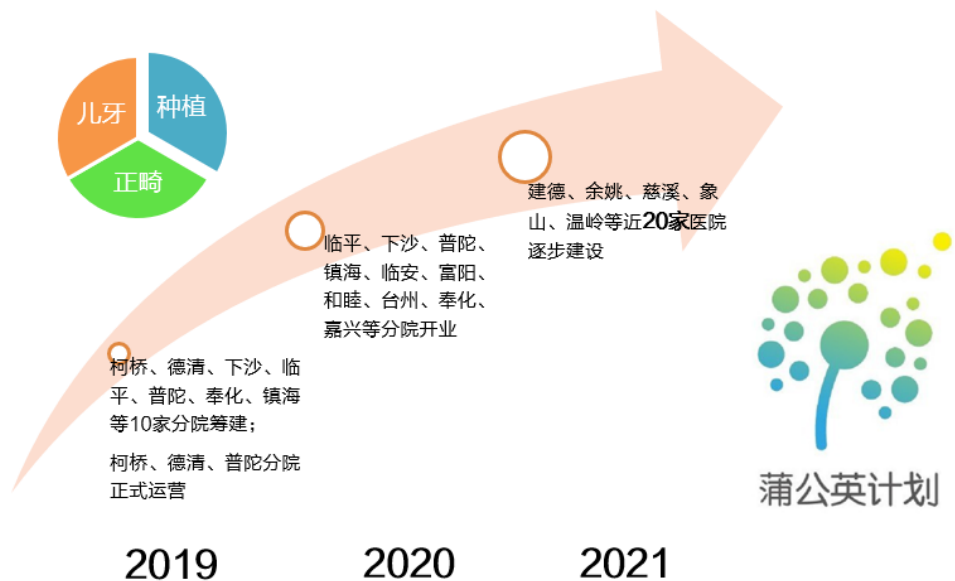 儿牙
种植
正畸
建德、余姚、慈溪、象
山、温岭等近20家医院
逐步建设
临平、下沙、普陀、
镇海、临安、富阳、
和睦、台州、奉化、
嘉兴等分院开业
柯桥、德清、下沙、临
平、普陀、奉化、镇海
等10家分院筹建；
柯桥、德清、普陀分院
正式运营
蒲公英计划
2019
2020
2021